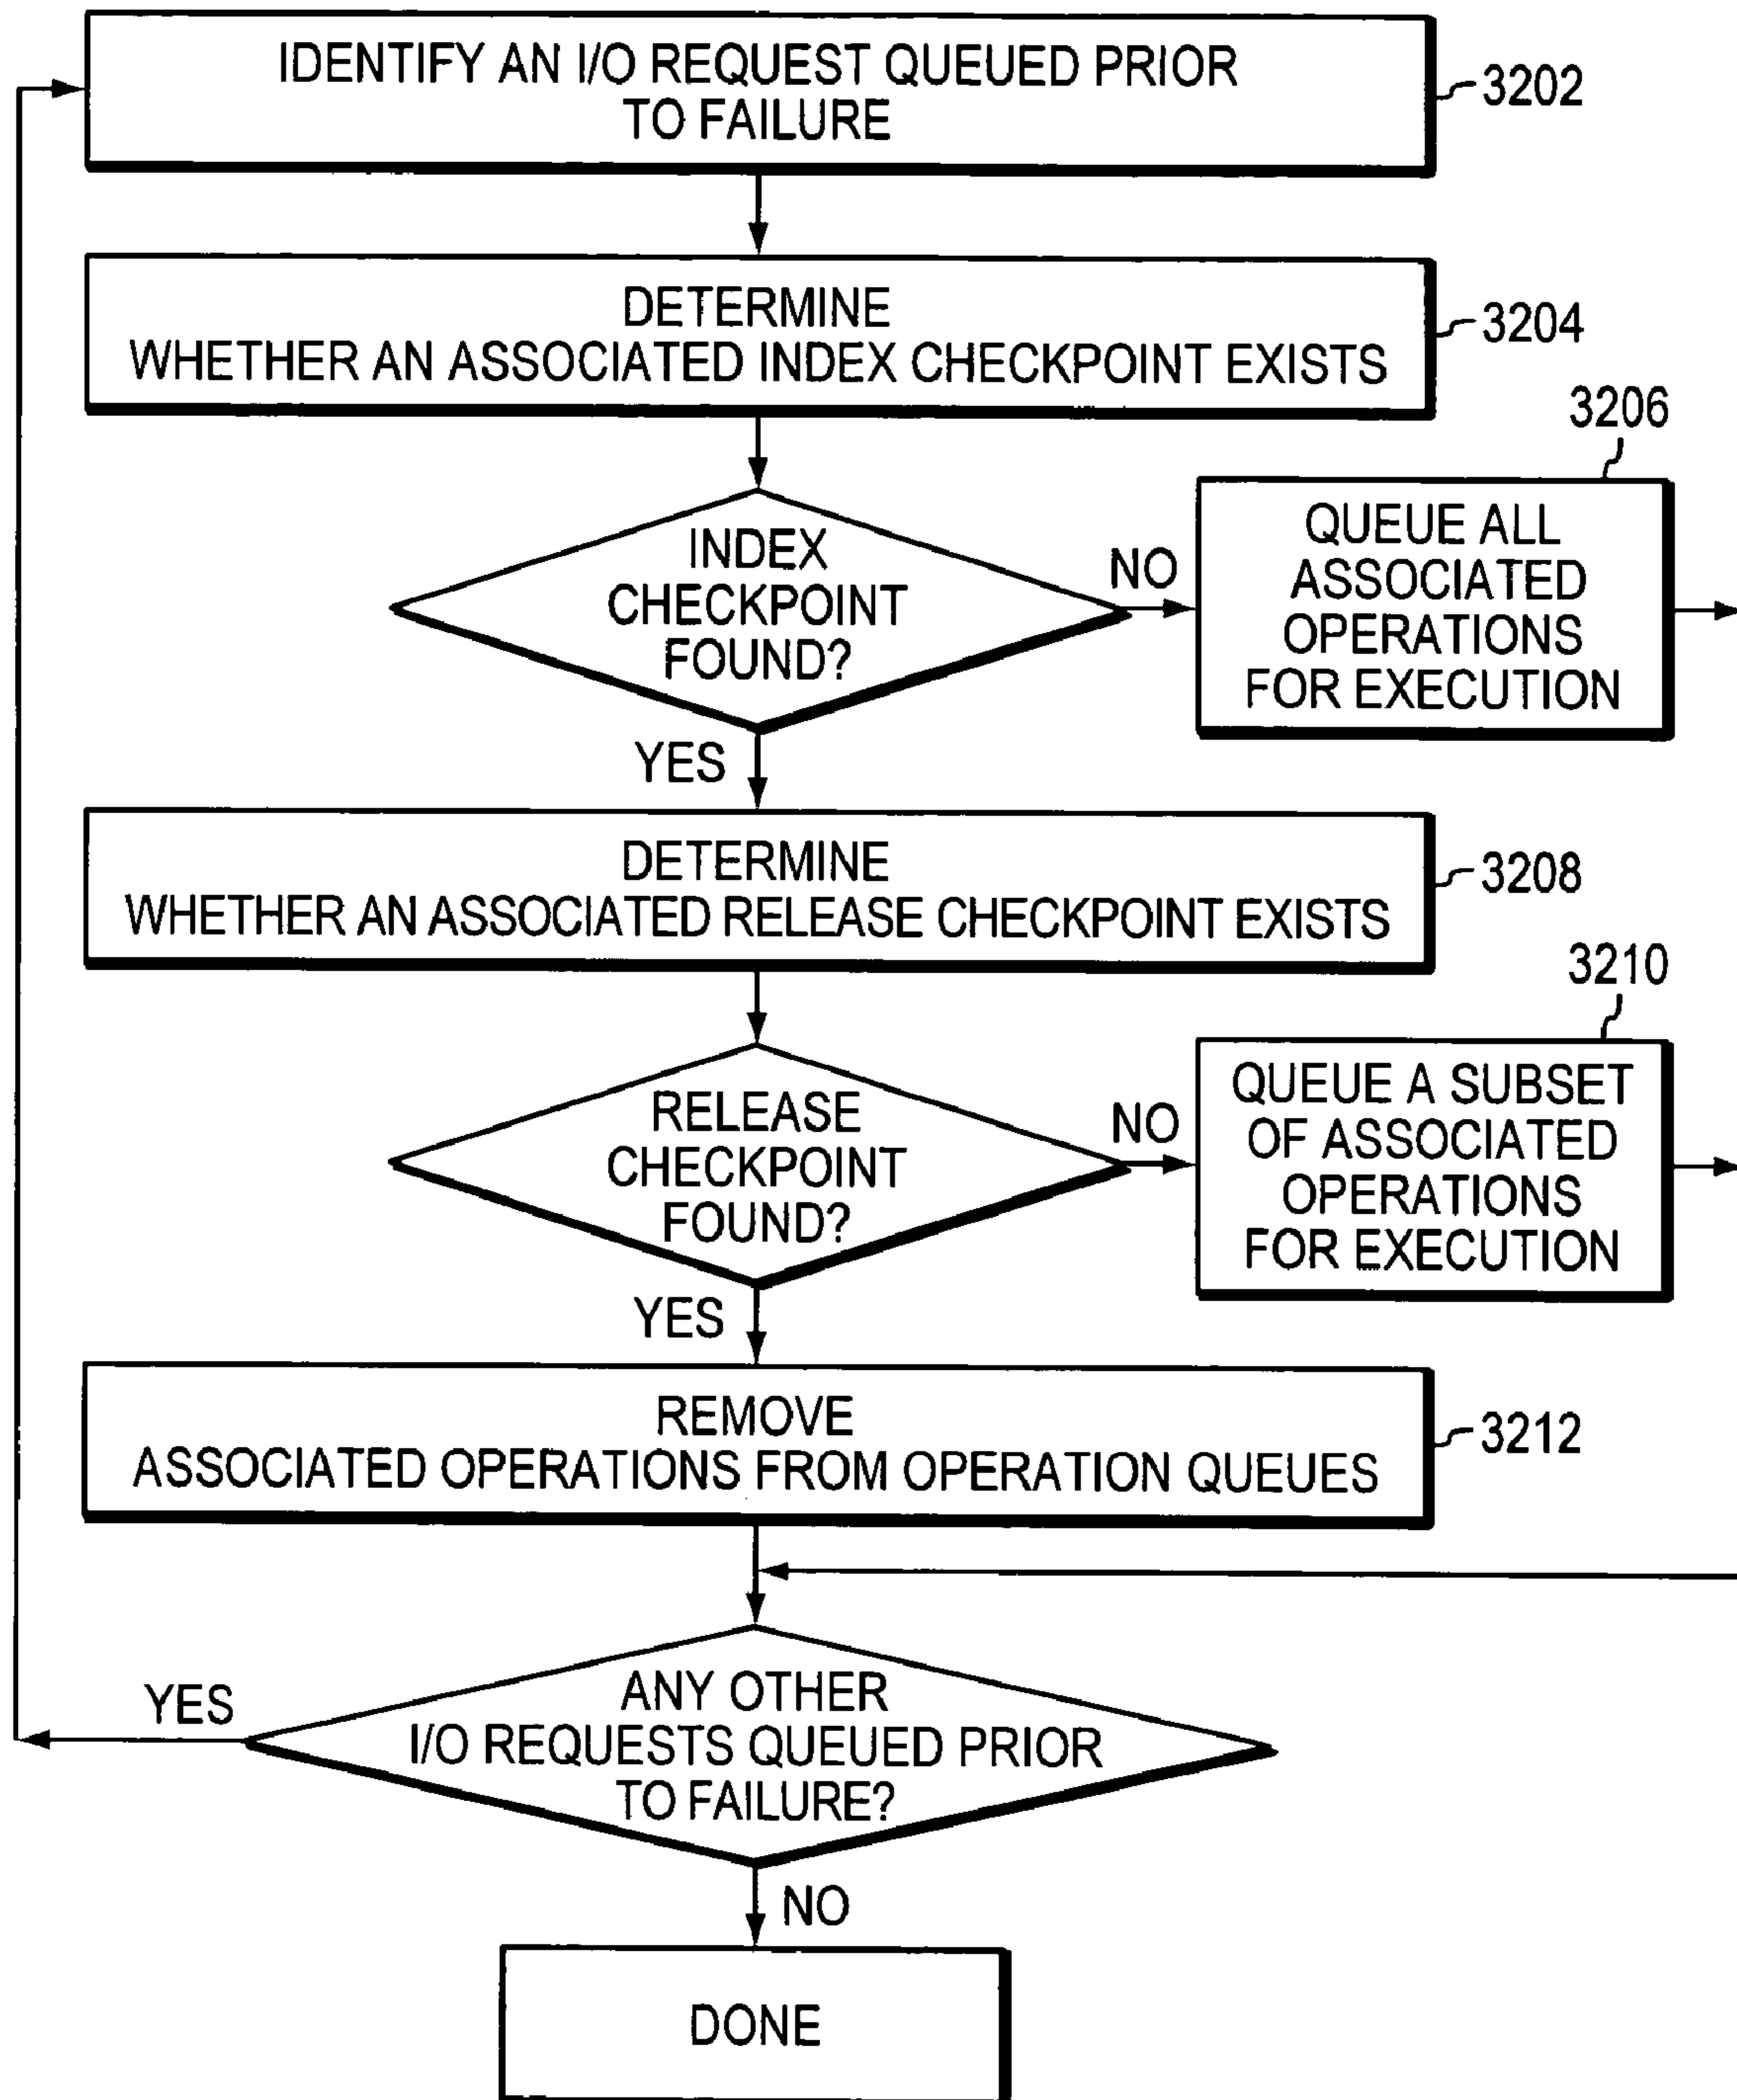 IDENTIFY AN I/O REQUEST QUEUED PRIOR
TO FAILURE
3202
DETERMINE
WHETHER AN ASSOCIATED INDEX CHECKPOINT EXISTS
3204
3206
INDEX
CHECKPOINT
FOUND?
NO
QUEUE ALL
ASSOCIATED
OPERATIONS
FOR EXECUTION
YES
DETERMINE
WHETHER AN ASSOCIATED RELEASE CHECKPOINT EXISTS
3208
3210
RELEASE
CHECKPOINT
FOUND?
NO
QUEUE A SUBSET
OF ASSOCIATED
OPERATIONS
FOR EXECUTION
YES
REMOVE
ASSOCIATED OPERATIONS FROM OPERATION QUEUES
3212
ANY OTHER
I/O REQUESTS QUEUED PRIOR
TO FAILURE?
YES
NO
DONE